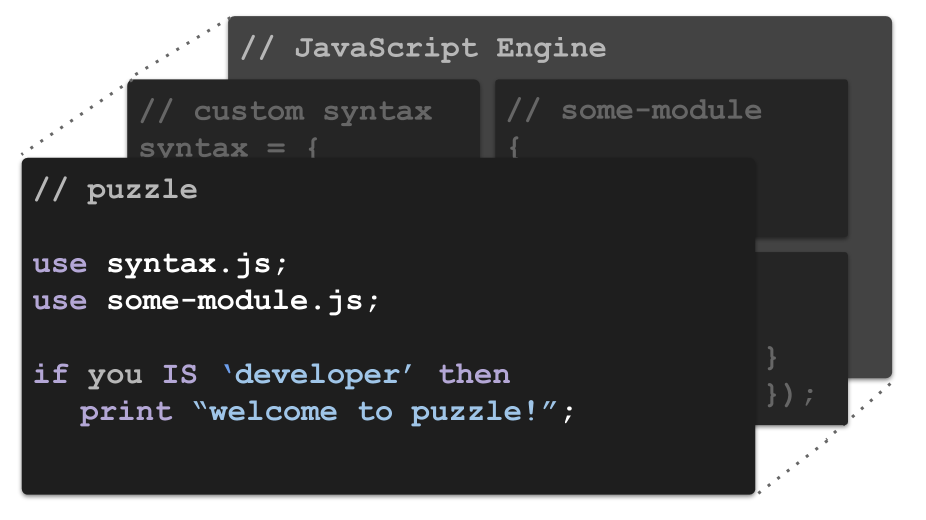 // JavaScript Engine
// custom syntax
syntax = {
// some-module
{
// puzzle
use syntax.js;
use some-module.js;
if you IS ‘developer’ then
print “welcome to puzzle!”;
}
});